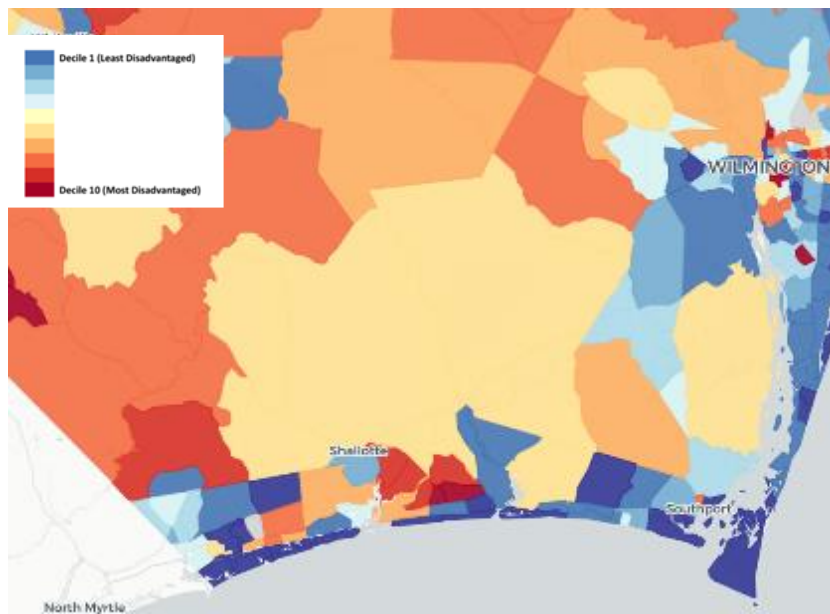 Decile 1 (Least Disadvantaged)
Decile 10 (Most Disadvantaged)
WILMINGTON
Shallotte
Southport
North Myrtle